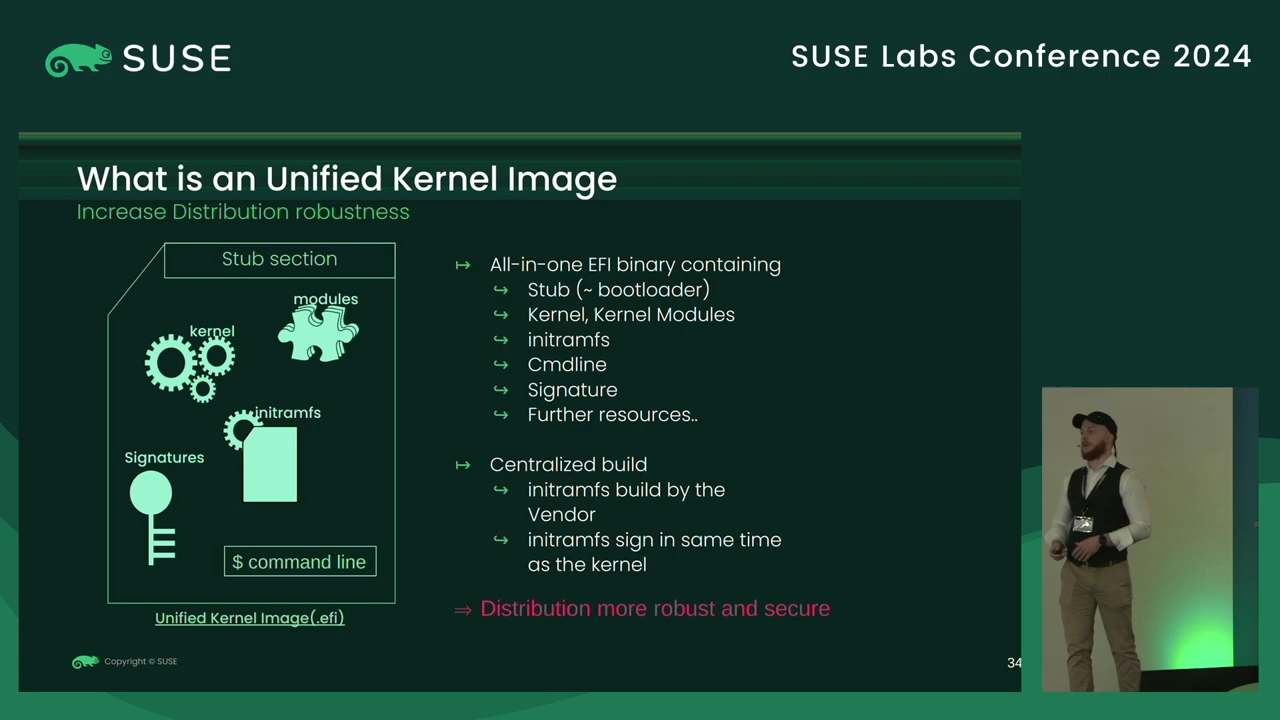 SUSE
SUSE Labs Conference 2024
What is an Unified Kernel Image
Increase Distribution robustness
Stub section
modules
kernel
initramfs
Signatures
$ command line
Unified Kernel Image(.efi)
↦ All-in-one EFI binary containing
↪ Stub (~ bootloader)
↪ Kernel, Kernel Modules
↪ initramfs
↪ Cmdline
↪ Signature
↪ Further resources..
↦ Centralized build
↪ initramfs build by the
Vendor
↪ initramfs sign in same time
as the kernel
⇒ Distribution more robust and secure
Copyright © SUSE
34